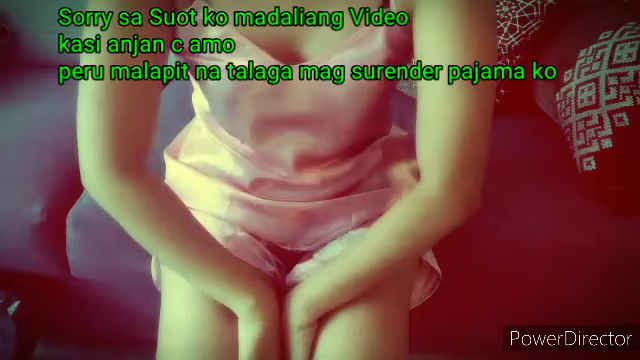 Sorry sa Suot ko madaliang Video
kasi anjan c amo
peru malapit na talaga mag surender pajama ko
PowerDirector